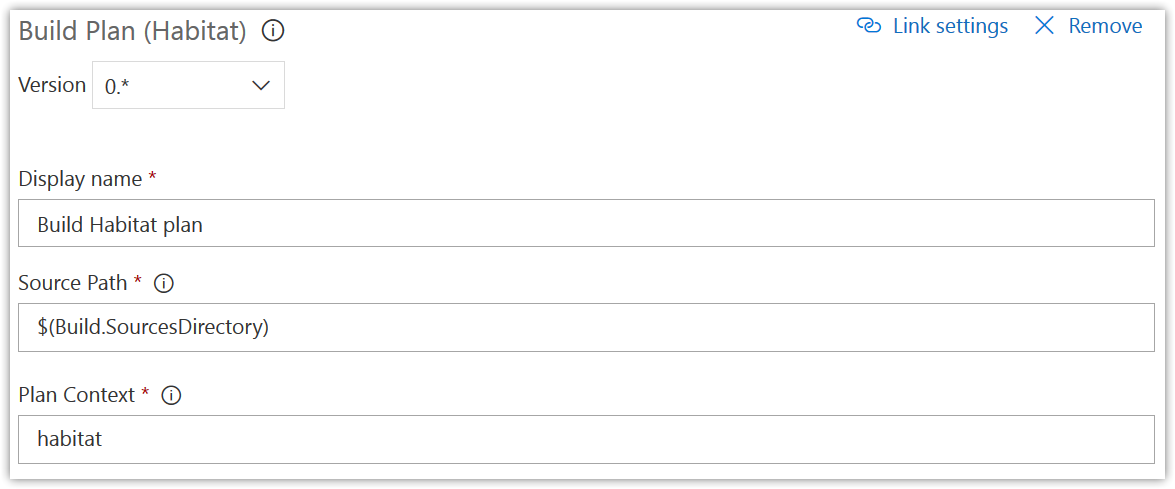 Build Plan (Habitat)
Link settings
Remove
Version 0.*
Display name *
Build Habitat plan
Source Path *
$(Build.SourcesDirectory)
Plan Context *
habitat